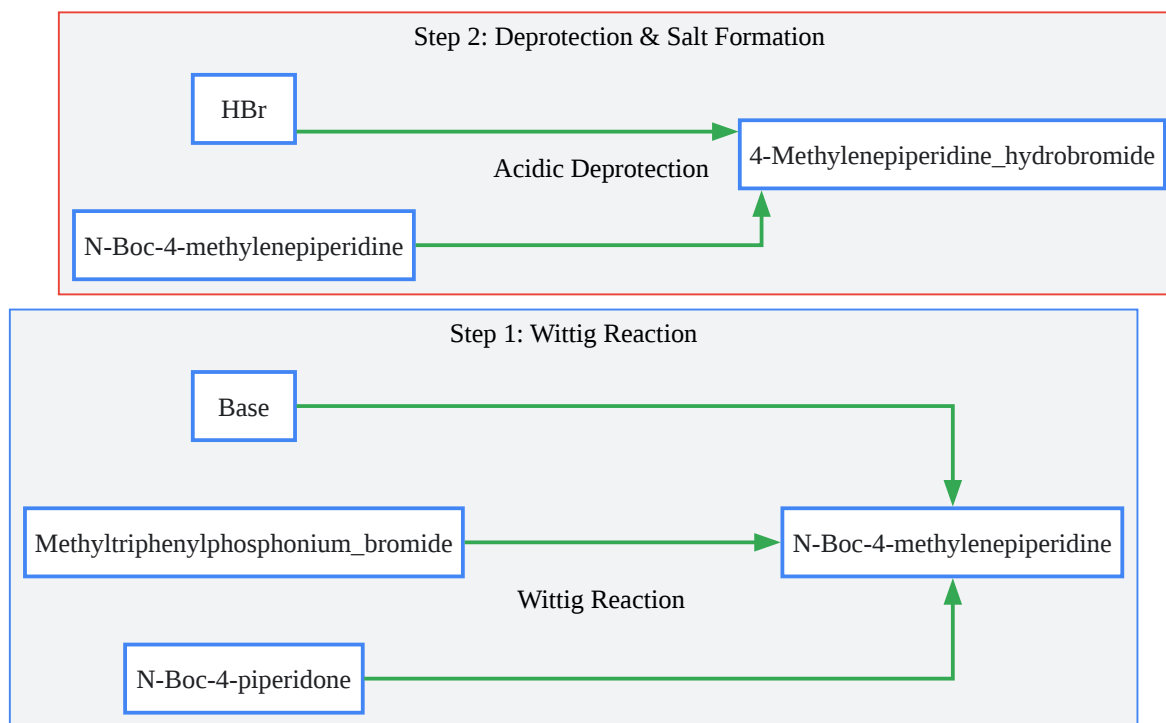 Step 2: Deprotection & Salt Formation
HBr
4-Methylenepiperidine_hydrobromide
Acidic Deprotection
N-Boc-4-methylenepiperidine
Step 1: Wittig Reaction
Base
Methyltriphenylphosphonium_bromide
N-Boc-4-methylenepiperidine
Wittig Reaction
N-Boc-4-piperidone